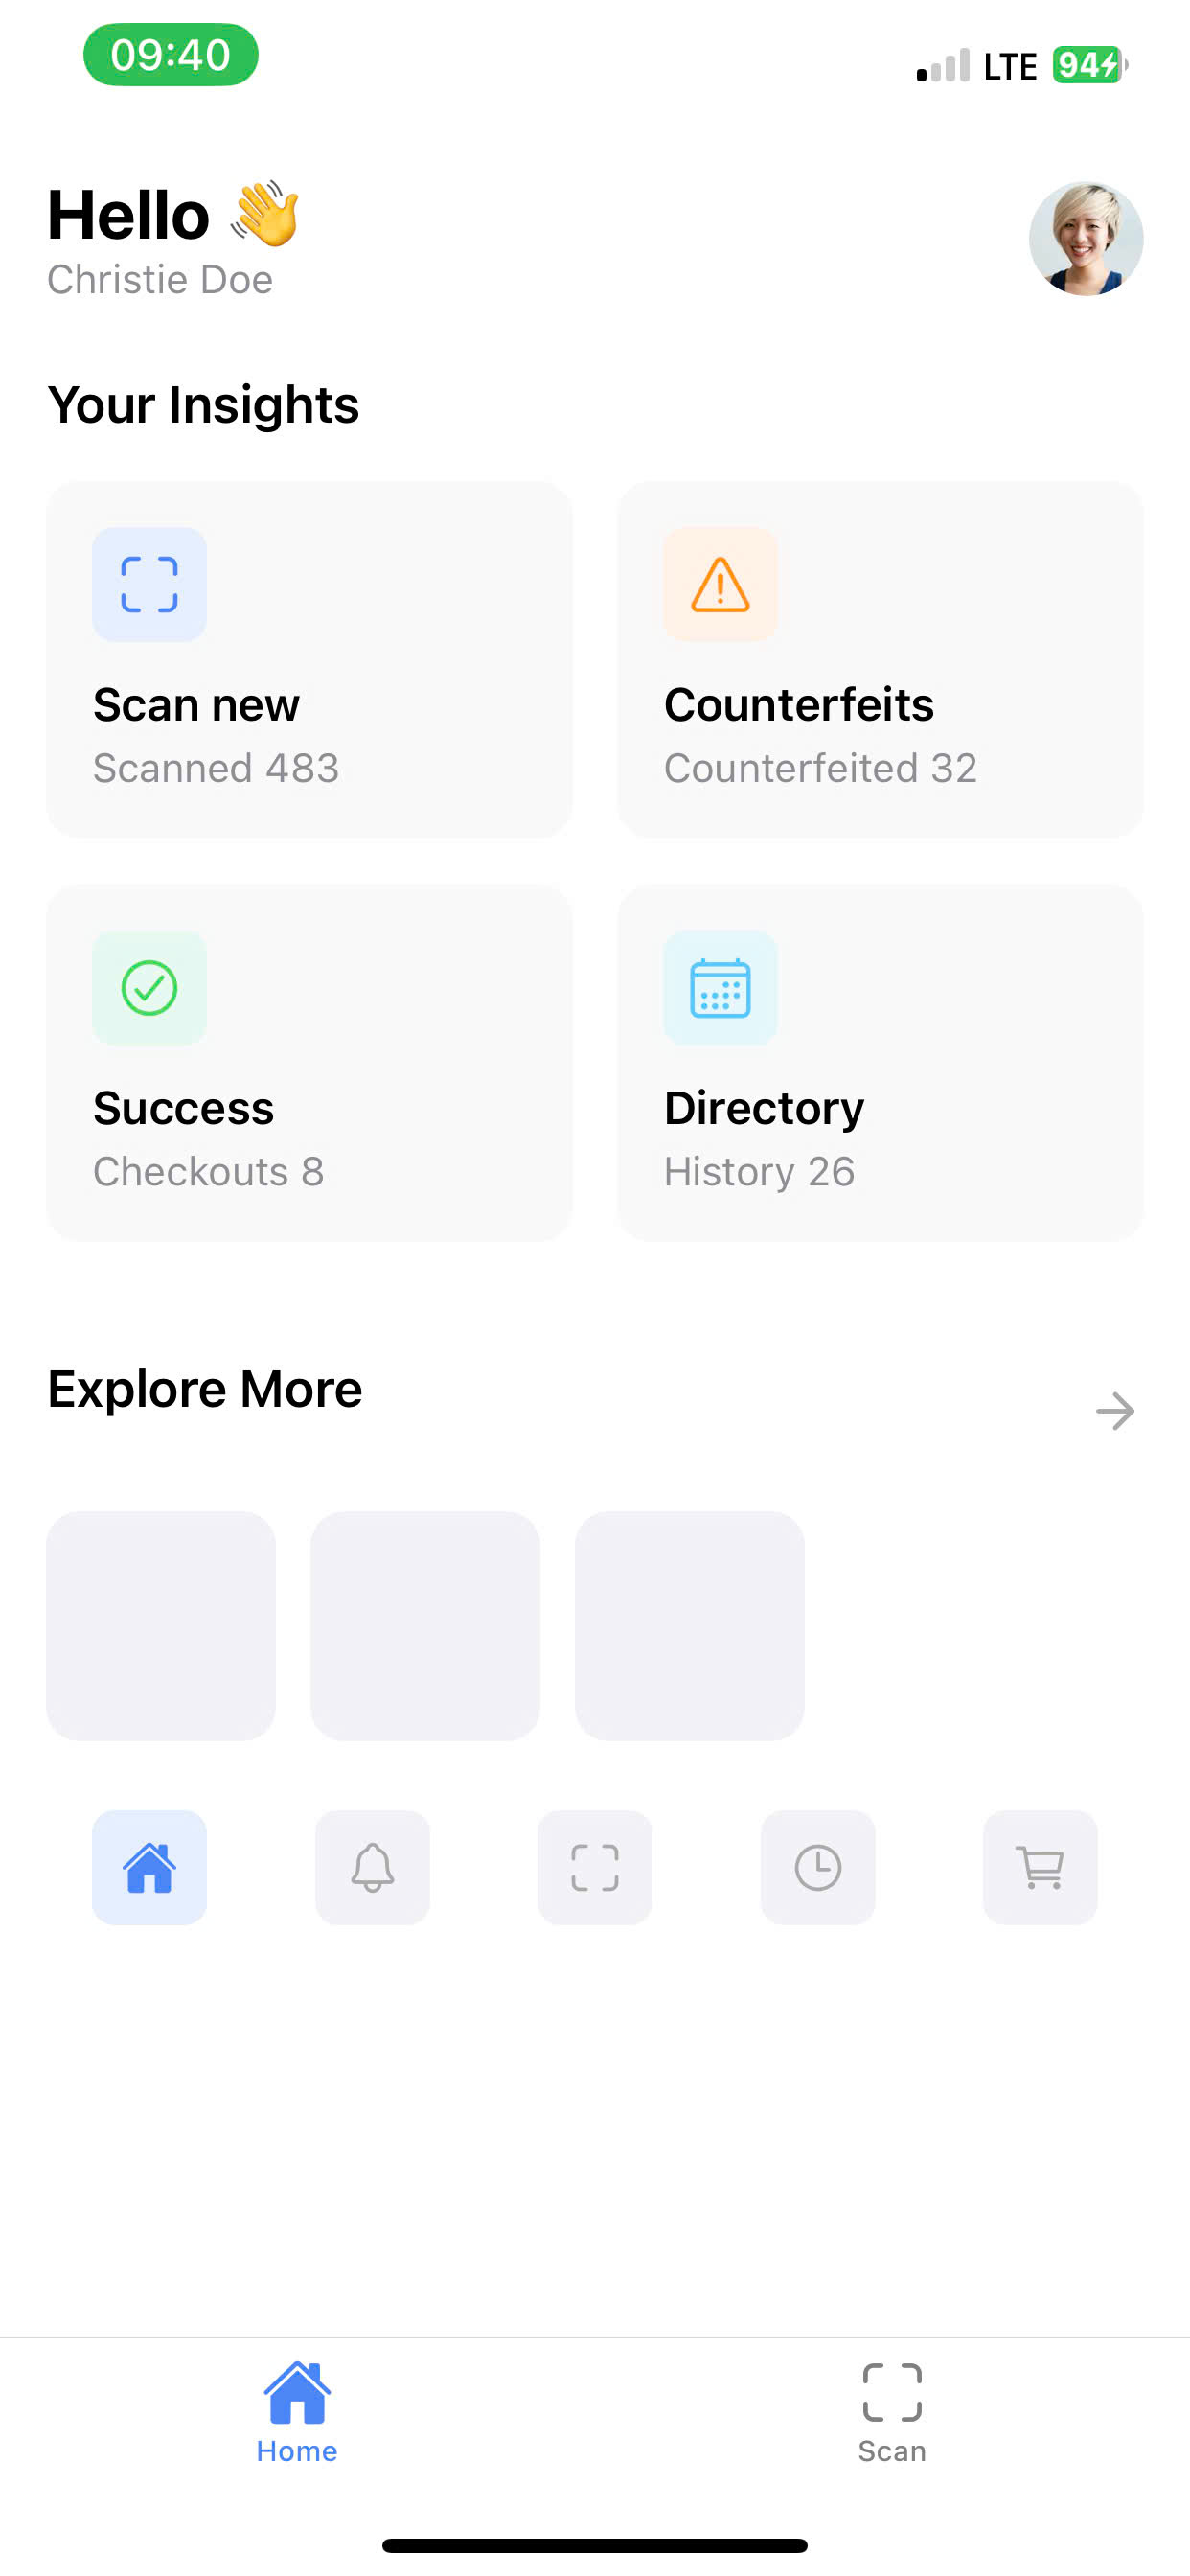 09:40
LTE 94
Hello 👋
Christie Doe
Your Insights
Scan new
Scanned 483
Counterfeits
Counterfeited 32
Success
Checkouts 8
Directory
History 26
Explore More
Home
Scan